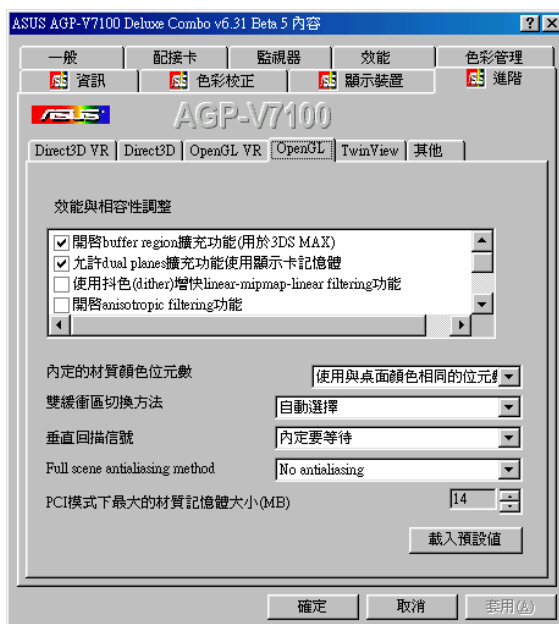 ASUS AGP-V7100 Deluxe Combo v6.31 Beta 5 內容
一般 配接卡 監視器 效能 色彩管理
資訊 色彩校正 顯示裝置 進階
ASUS AGP-V7100
Direct3D VR Direct3D OpenGL VR OpenGL TwinView 其他
效能與相容性調整
開啓buffer region擴充功能(用於3DS MAX)
允許dual planes擴充功能使用顯示卡記憶體
使用抖色(dither)增快linear-mipmap-linear filtering功能
開啓anisotropic filtering功能
內定的材質顏色位元數 使用與桌面顏色相同的位元
雙緩衝區切換方法 自動選擇
垂直回描信號 內定要等待
Full scene antialiasing method No antialiasing
PCI模式下最大的材質記憶體大小(MB) 14
載入預設值
確定 取消 套用(A)